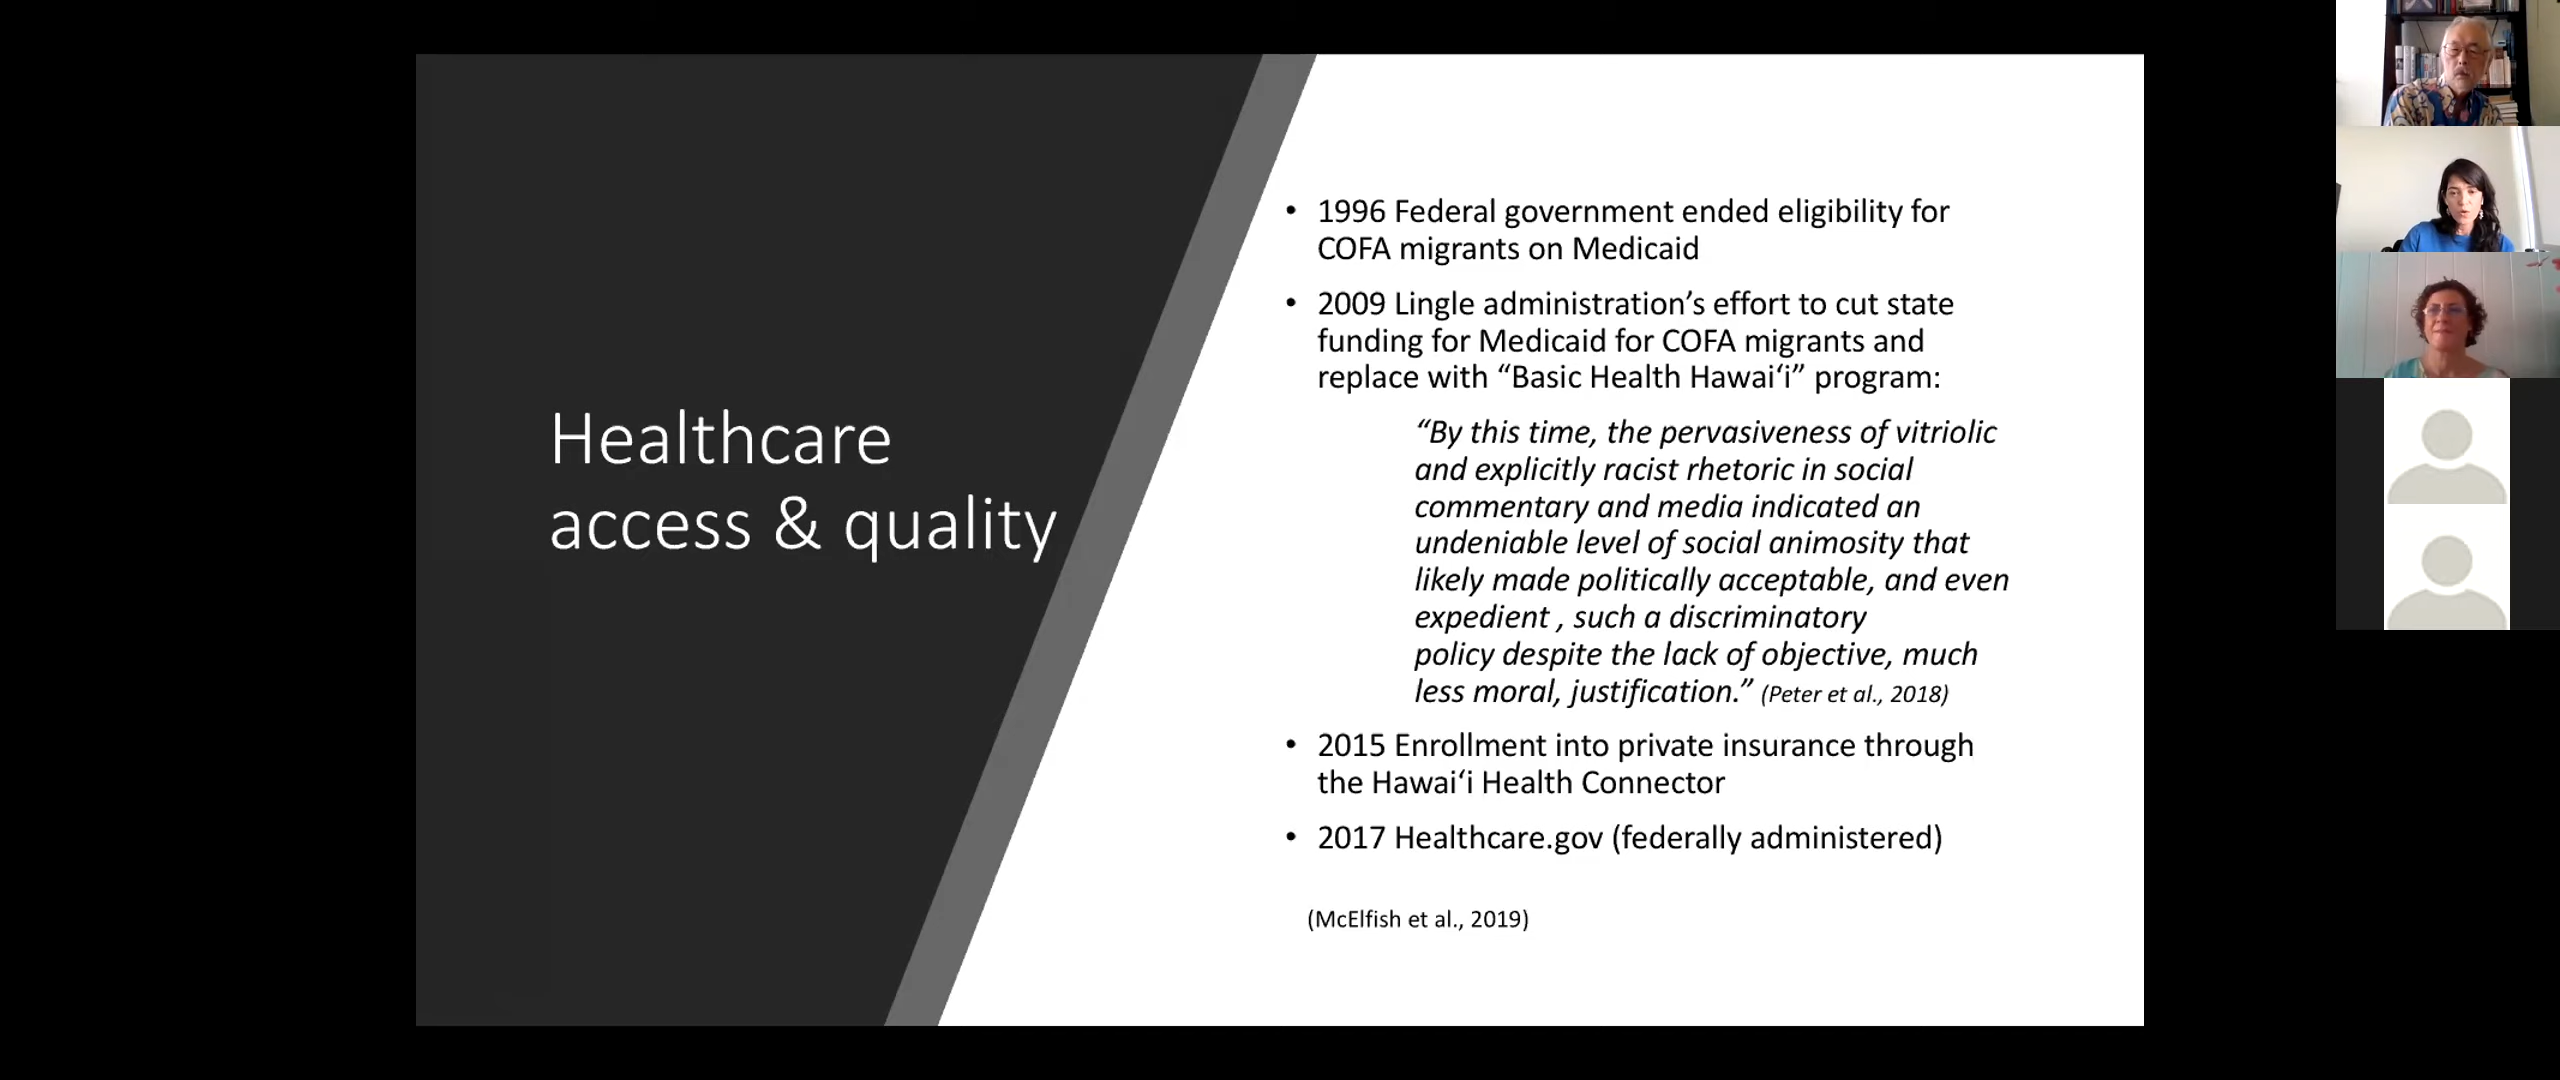 Healthcare
access & quality
• 1996 Federal government ended eligibility for
COFA migrants on Medicaid
• 2009 Lingle administration’s effort to cut state
funding for Medicaid for COFA migrants and
replace with “Basic Health Hawai‘i” program:
“By this time, the pervasiveness of vitriolic
and explicitly racist rhetoric in social
commentary and media indicated an
undeniable level of social animosity that
likely made politically acceptable, and even
expedient , such a discriminatory
policy despite the lack of objective, much
less moral, justification.” (Peter et al., 2018)
• 2015 Enrollment into private insurance through
the Hawai‘i Health Connector
• 2017 Healthcare.gov (federally administered)
(McElfish et al., 2019)